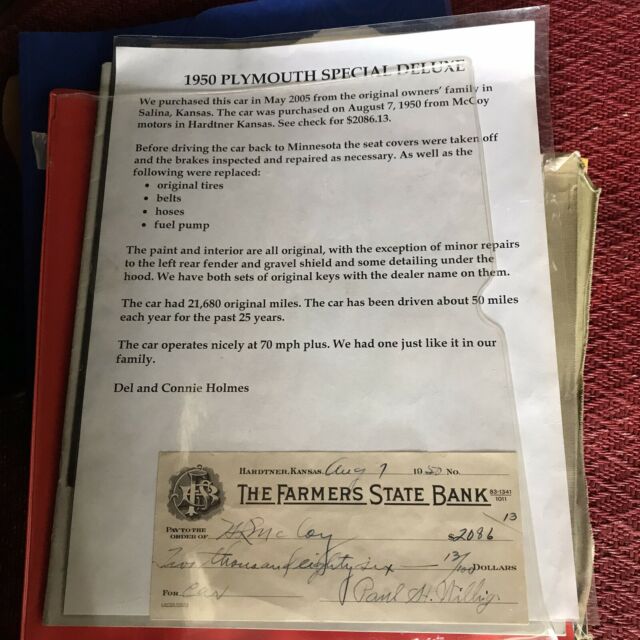 1950 PLYMOUTH SPECIAL DELUXE
We purchased this car in May 2005 from the original owners' family in
Salina, Kansas. The car was purchased on August 7, 1950 from McCoy
motors in Hardtner Kansas. See check for $2086.13.
Before driving the car back to Minnesota the seat covers were taken off
and the brakes inspected and repaired as necessary. As well as the
following were replaced:
• original tires
• belts
• hoses
• fuel pump
The paint and interior are all original, with the exception of minor repairs
to the left rear fender and gravel shield and some detailing under the
hood. We have both sets of original keys with the dealer name on them.
The car had 21,680 original miles. The car has been driven about 50 miles
each year for the past 25 years.
The car operates nicely at 70 mph plus. We had one just like it in our
family.
Del and Connie Holmes
HARDTNER, KANSAS, Aug 7 1950 No.
THE FARMERS STATE BANK 83-1341
1011
PAY TO THE
ORDER OF McCoy $2086 13
Two thousand eighty six 13/100 DOLLARS
FOR Car Paul H. Willig